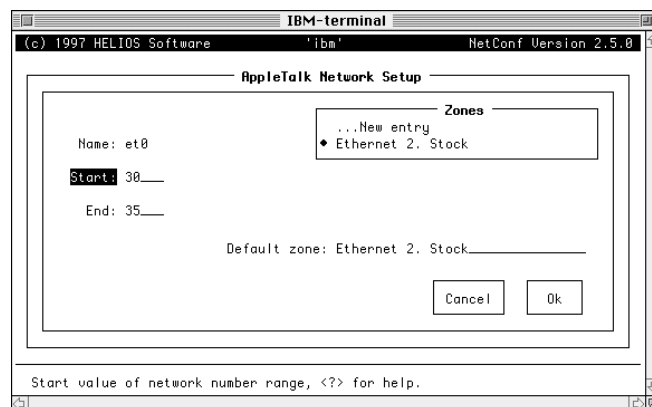 IBM-terminal
(c) 1997 HELIOS Software 'ibm' NetConf Version 2.5.0
AppleTalk Network Setup
Zones
...New entry
Name: et0
Ethernet 2. Stock
Start: 30
End: 35
Default zone: Ethernet 2. Stock
Cancel Ok
Start value of network number range, <?> for help.